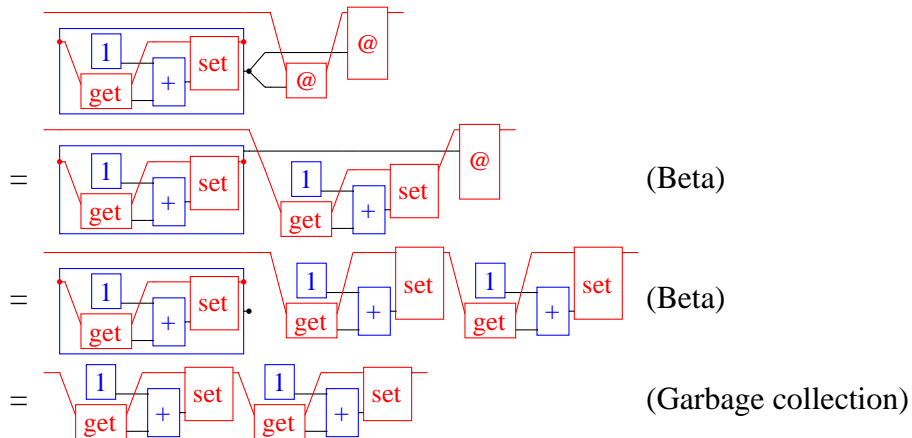 @
1 set @
+
get
@
1 set 1 set
= + + (Beta)
get get
1 set 1 set 1 set
= + + + (Beta)
get get get
1 set 1 set
= + + (Garbage collection)
get get